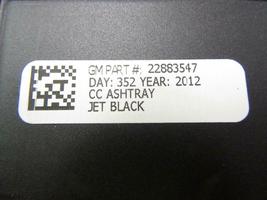 GM PART #: 22883547
DAY: 352 YEAR: 2012
CC ASHTRAY
JET BLACK